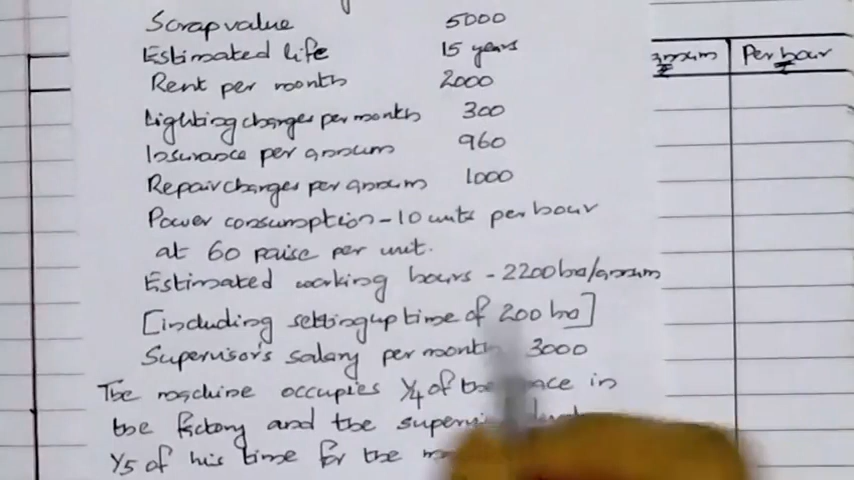 Scrap value 5000
Estimated life 15 years
Rent per month 2000
Lighting charges per month 300
Insurance per annum 960
Repair charges per annum 1000
Power consumption - 10 units per hour
at 60 paise per unit.
Estimated working hours - 2200 hrs/annum
[including setting up time of 200 hrs]
Supervisor's salary per month 3000
The machine occupies 1/4 of the in
the factory and the
1/5 of his time for the
annum Per hour